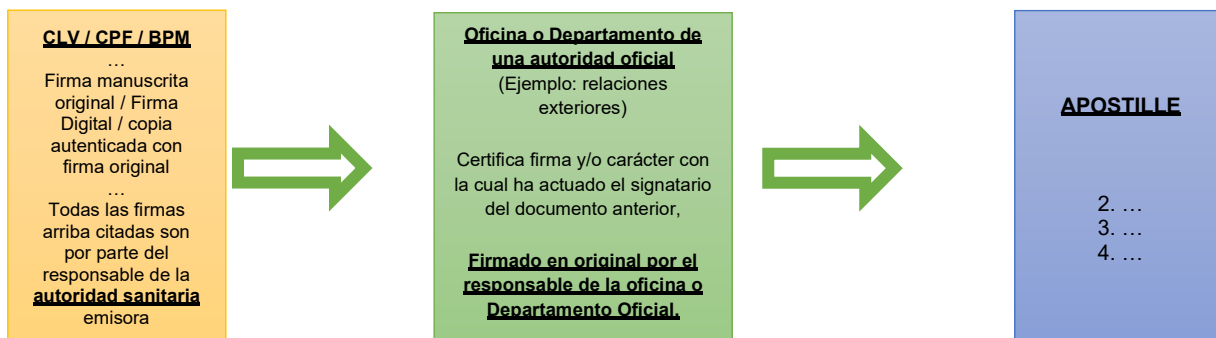 CLV / CPF / BPM
…
Firma manuscrita
original / Firma
Digital / copia
autenticada con
firma original
…
Todas las firmas
arriba citadas son
por parte del
responsable de la
autoridad sanitaria
emisora
Oficina o Departamento de
una autoridad oficial
(Ejemplo: relaciones
exteriores)
Certifica firma y/o carácter con
la cual ha actuado el signatario
del documento anterior,
Firmado en original por el
responsable de la oficina o
Departamento Oficial.
APOSTILLE
2. …
3. …
4. …